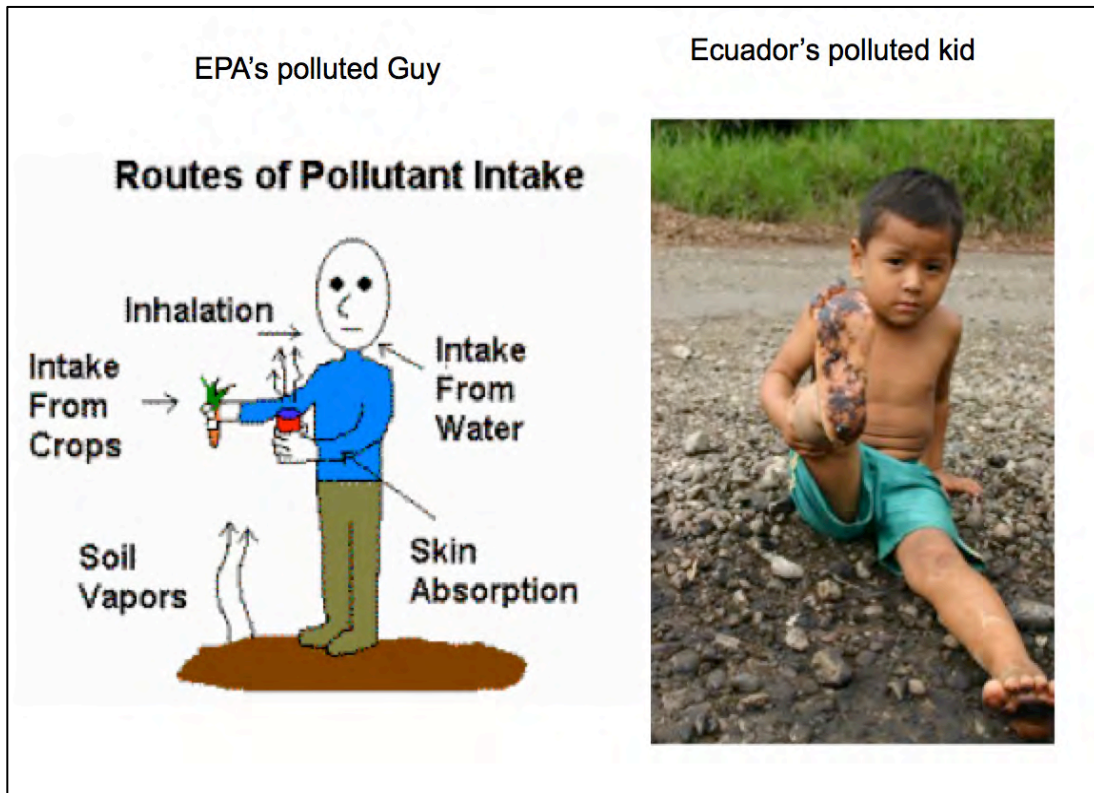 EPA's polluted Guy
Ecuador's polluted kid
Routes of Pollutant Intake
Inhalation
Intake
From
Crops
Intake
From
Water
Soil
Vapors
Skin
Absorption